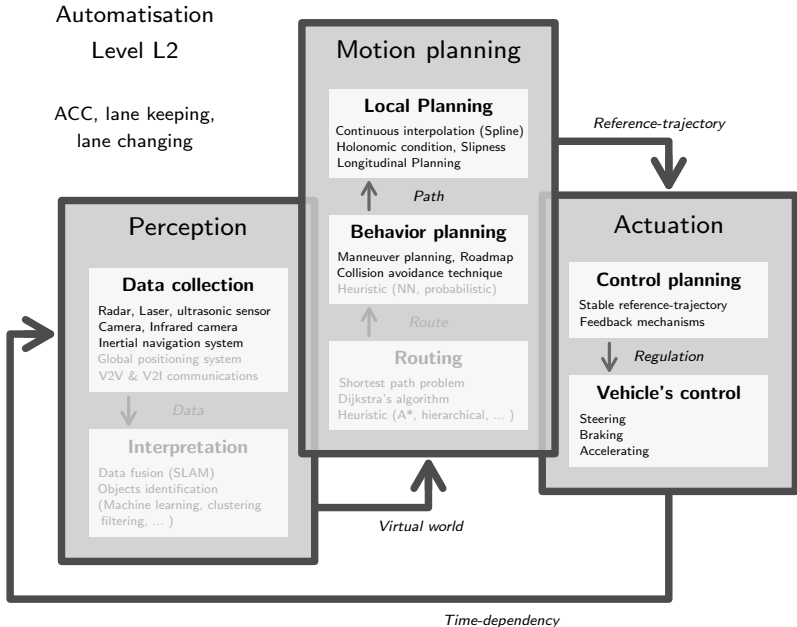 Automatisation
Level L2
ACC, lane keeping,
lane changing
Perception
Data collection
Radar, Laser, ultrasonic sensor
Camera, Infrared camera
Inertial navigation system
Global positioning system
V2V & V2I communications
Data
Interpretation
Data fusion (SLAM)
Objects identification
(Machine learning, clustering
filtering, ... )
Motion planning
Local Planning
Continuous interpolation (Spline)
Holonomic condition, Slipness
Longitudinal Planning
Path
Behavior planning
Manneuver planning, Roadmap
Collision avoidance technique
Heuristic (NN, probabilistic)
Route
Routing
Shortest path problem
Dijkstra's algorithm
Heuristic (A*, hierarchical, ... )
Virtual world
Reference-trajectory
Actuation
Control planning
Stable reference-trajectory
Feedback mechanisms
Regulation
Vehicle's control
Steering
Braking
Accelerating
Time-dependency